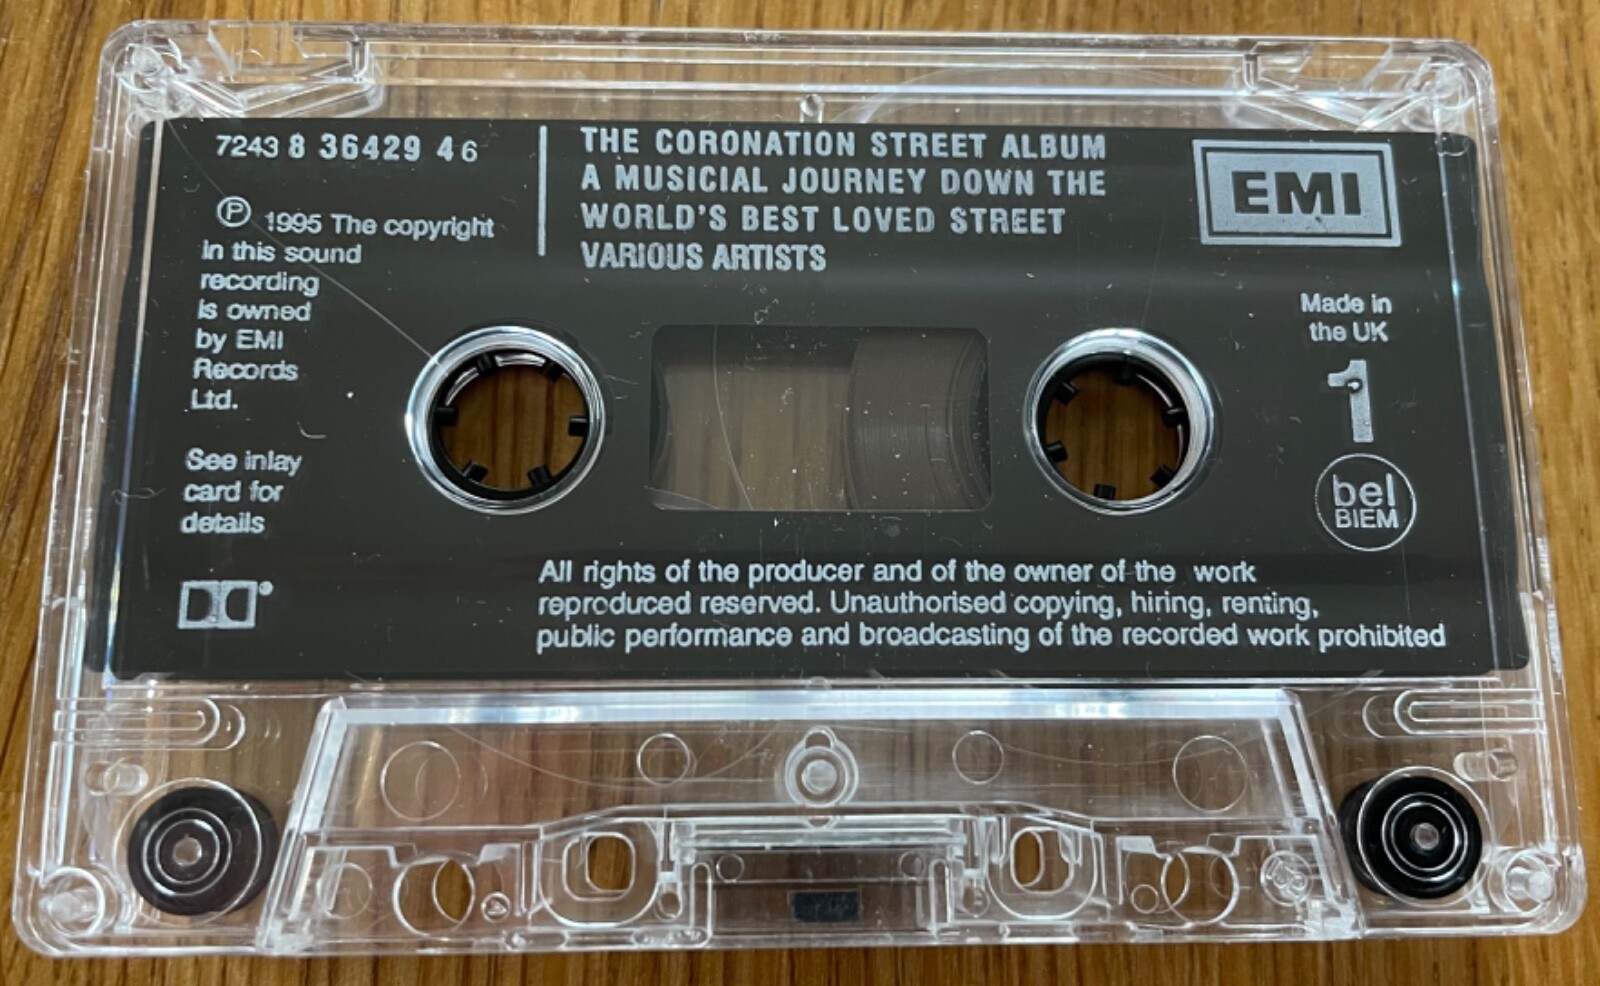 7243 8 36429 4 6
℗ 1995 The copyright
in this sound
recording
is owned
by EMI
Records
Ltd.
See inlay
card for
details
THE CORONATION STREET ALBUM
A MUSICIAL JOURNEY DOWN THE
WORLD'S BEST LOVED STREET
VARIOUS ARTISTS
EMI
Made in
the UK
1
bel
BIEM
All rights of the producer and of the owner of the work
reproduced reserved. Unauthorised copying, hiring, renting,
public performance and broadcasting of the recorded work prohibited